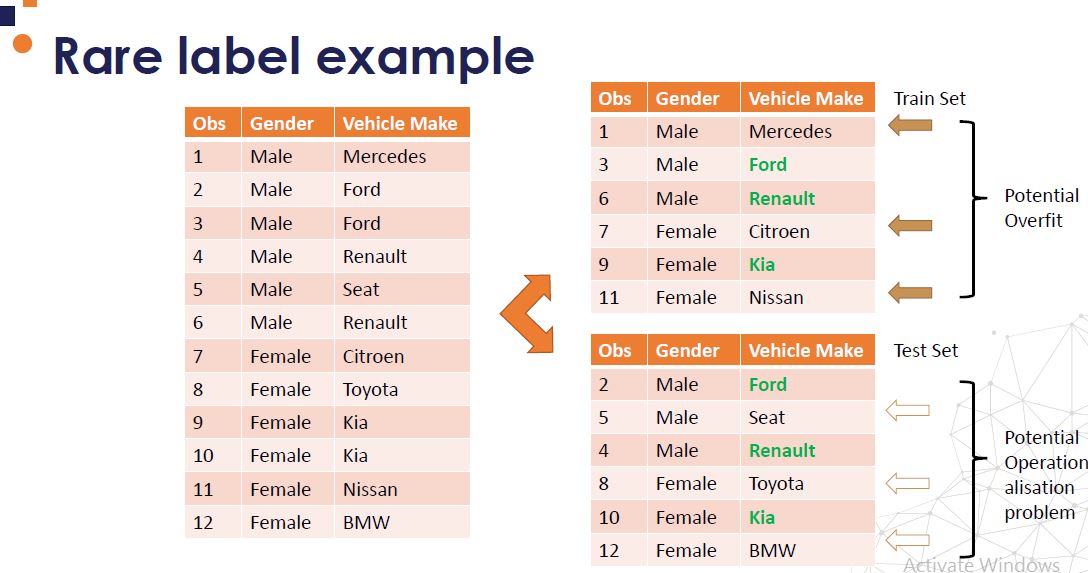 Rare label example
Obs Gender Vehicle Make
1 Male Mercedes
2 Male Ford
3 Male Ford
4 Male Renault
5 Male Seat
6 Male Renault
7 Female Citroen
8 Female Toyota
9 Female Kia
10 Female Kia
11 Female Nissan
12 Female BMW
Obs Gender Vehicle Make
1 Male Mercedes
3 Male Ford
6 Male Renault
7 Female Citroen
9 Female Kia
11 Female Nissan
Train Set
Potential
Overfit
Obs Gender Vehicle Make
2 Male Ford
5 Male Seat
4 Male Renault
8 Female Toyota
10 Female Kia
12 Female BMW
Test Set
Potential
Operation
alisation
problem
Activate Windows